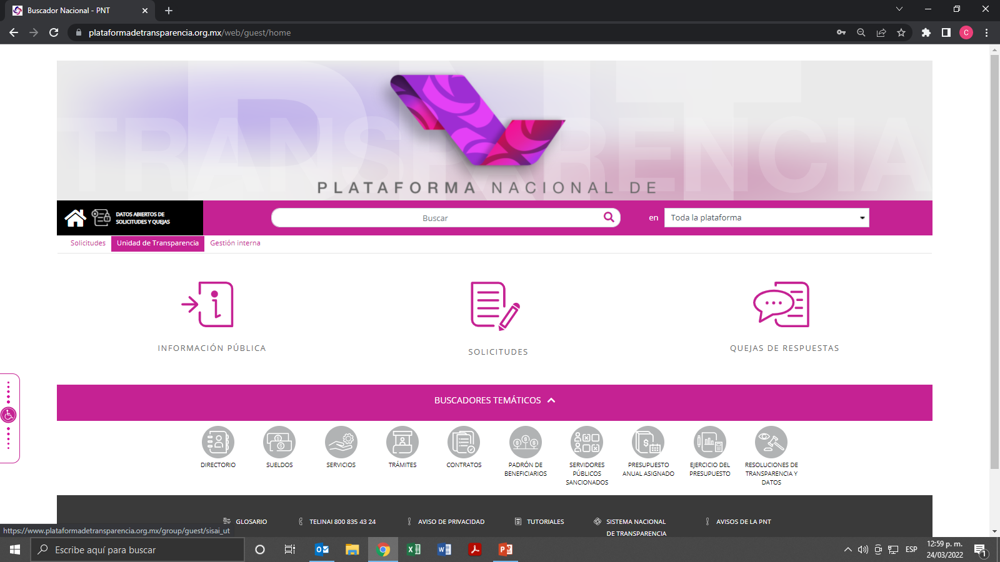 Buscador Nacional - PNT
plataformadetransparencia.org.mx/web/guest/home
C
PNT
TRANSPARENCIA
PLATAFORMA NACIONAL DE
DATOS ABIERTOS DE
SOLICITUDES Y QUEJAS
Buscar
en
Toda la plataforma
Solicitudes
Unidad de Transparencia
Gestión interna
INFORMACIÓN PÚBLICA
SOLICITUDES
QUEJAS DE RESPUESTAS
BUSCADORES TEMÁTICOS
DIRECTORIO
SUELDOS
SERVICIOS
TRÁMITES
CONTRATOS
PADRÓN DE
BENEFICIARIOS
SERVIDORES
PÚBLICOS
SANCIONADOS
PRESUPUESTO
ANUAL ASIGNADO
EJERCICIO DEL
PRESUPUESTO
RESOLUCIONES DE
TRANSPARENCIA Y
DATOS
GLOSARIO
TELINAI 800 835 43 24
AVISO DE PRIVACIDAD
TUTORIALES
SISTEMA NACIONAL
DE TRANSPARENCIA
AVISOS DE LA PNT
https://www.plataformadetransparencia.org.mx/group/guest/sisai_ut
Escribe aquí para buscar
ESP
12:59 p. m.
24/03/2022
1